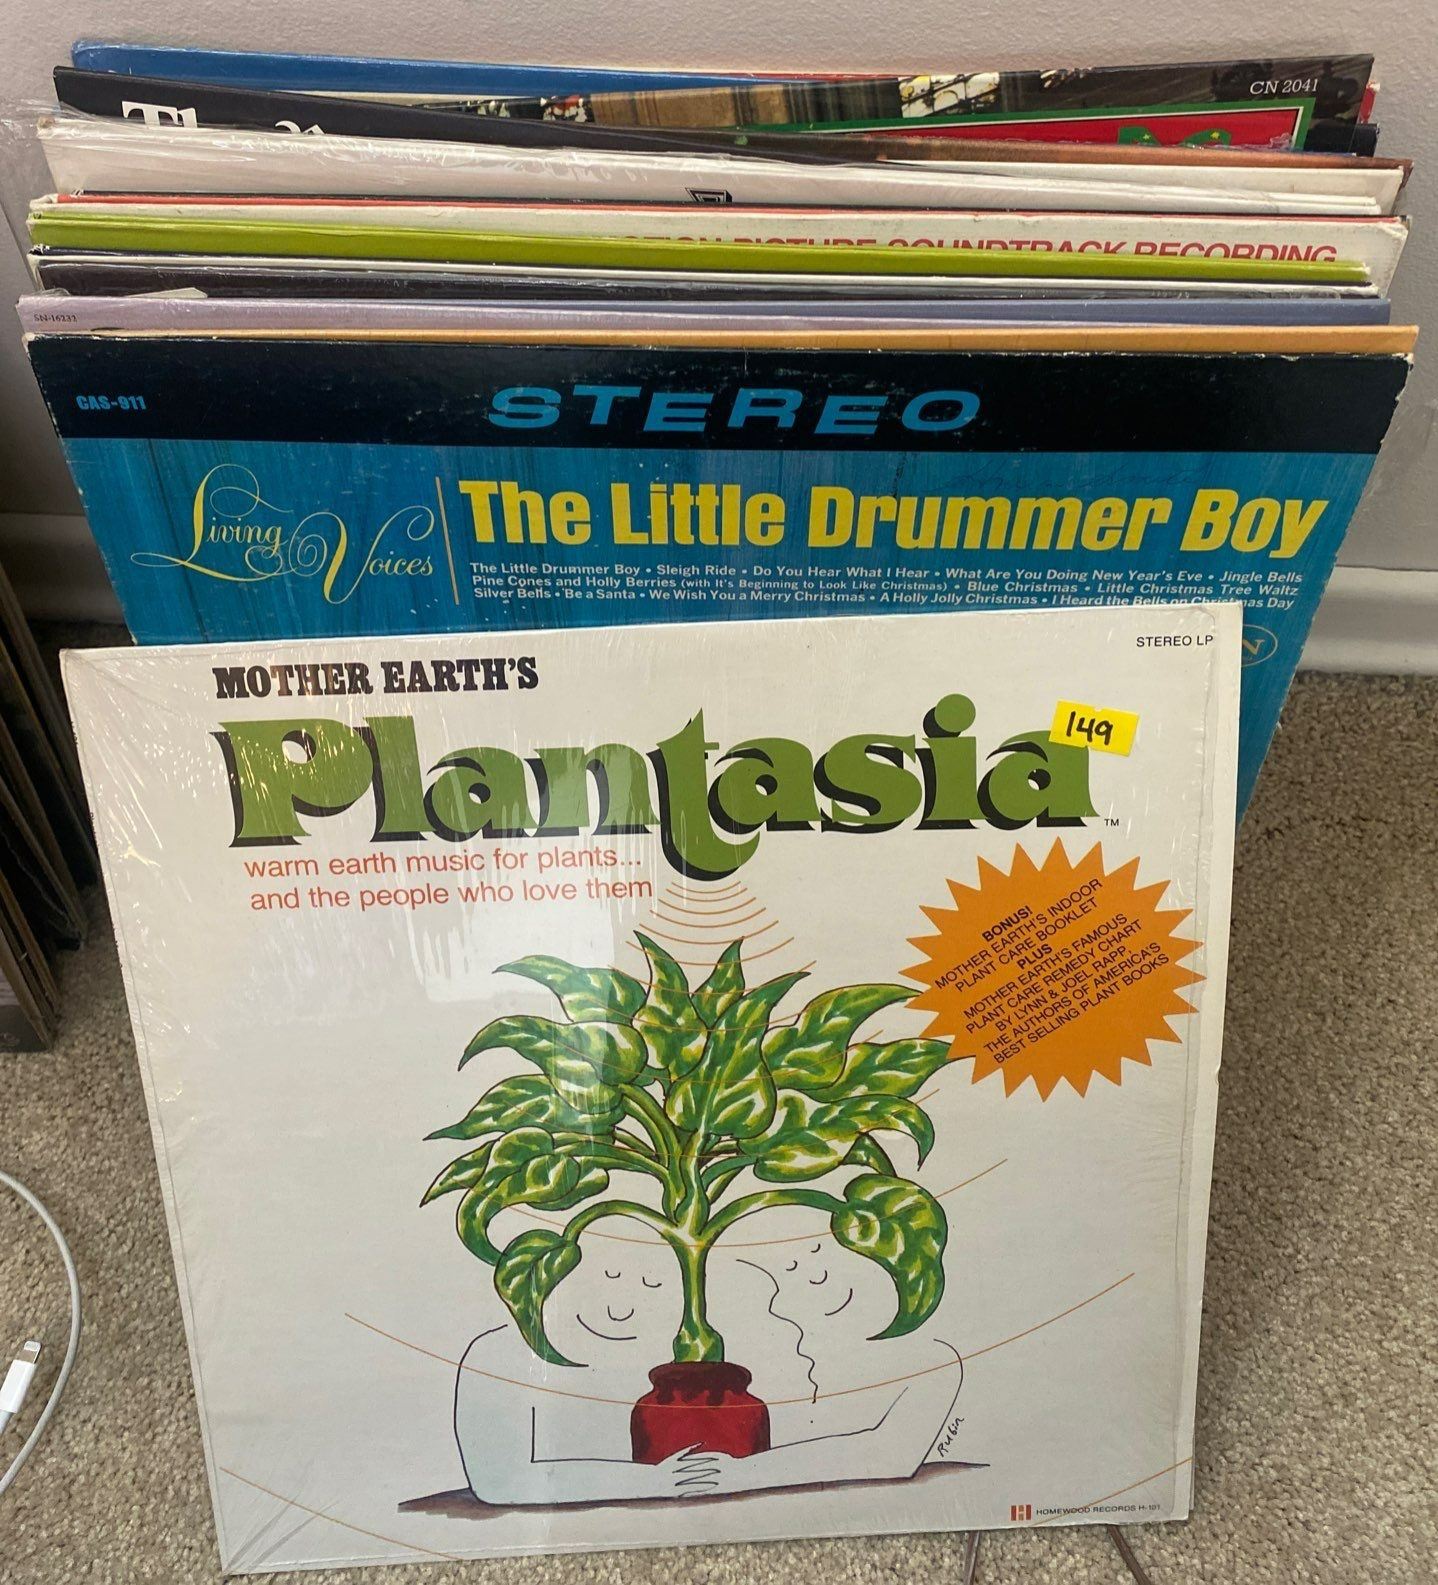 CN 2041
MOTION PICTURE SOUNDTRACK RECORDING
SN-16232
CAS-911
STEREO
Living Voices
The Little Drummer Boy
The Little Drummer Boy • Sleigh Ride • Do You Hear What I Hear • What Are You Doing New Year's Eve • Jingle Bells
Pine Cones and Holly Berries (with It's Beginning to Look Like Christmas) • Blue Christmas • Little Christmas Tree Waltz
Silver Bells • Be a Santa • We Wish You a Merry Christmas • A Holly Jolly Christmas • I Heard the Bells on Christmas Day
STEREO LP
MOTHER EARTH'S
Plantasia™
149
warm earth music for plants...
and the people who love them
BONUS!
MOTHER EARTH'S INDOOR
PLANT CARE BOOKLET
PLUS
MOTHER EARTH'S FAMOUS
PLANT CARE REMEDY CHART
BY LYNN & JOEL RAPP,
THE AUTHORS OF AMERICA'S
BEST SELLING PLANT BOOKS
Rubin
HOMEWOOD RECORDS H-101